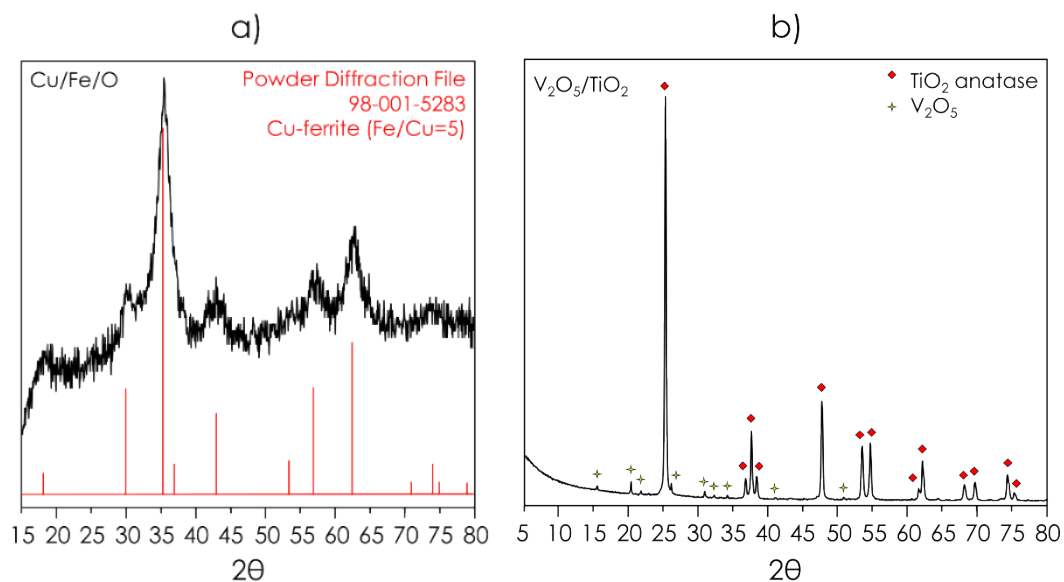 a)
Cu/Fe/O
Powder Diffraction File
98-001-5283
Cu-ferrite (Fe/Cu=5)
15 20 25 30 35 40 45 50 55 60 65 70 75 80
2θ
b)
V₂O₅/TiO₂
TiO₂ anatase
V₂O₅
5 10 15 20 25 30 35 40 45 50 55 60 65 70 75 80
2θ